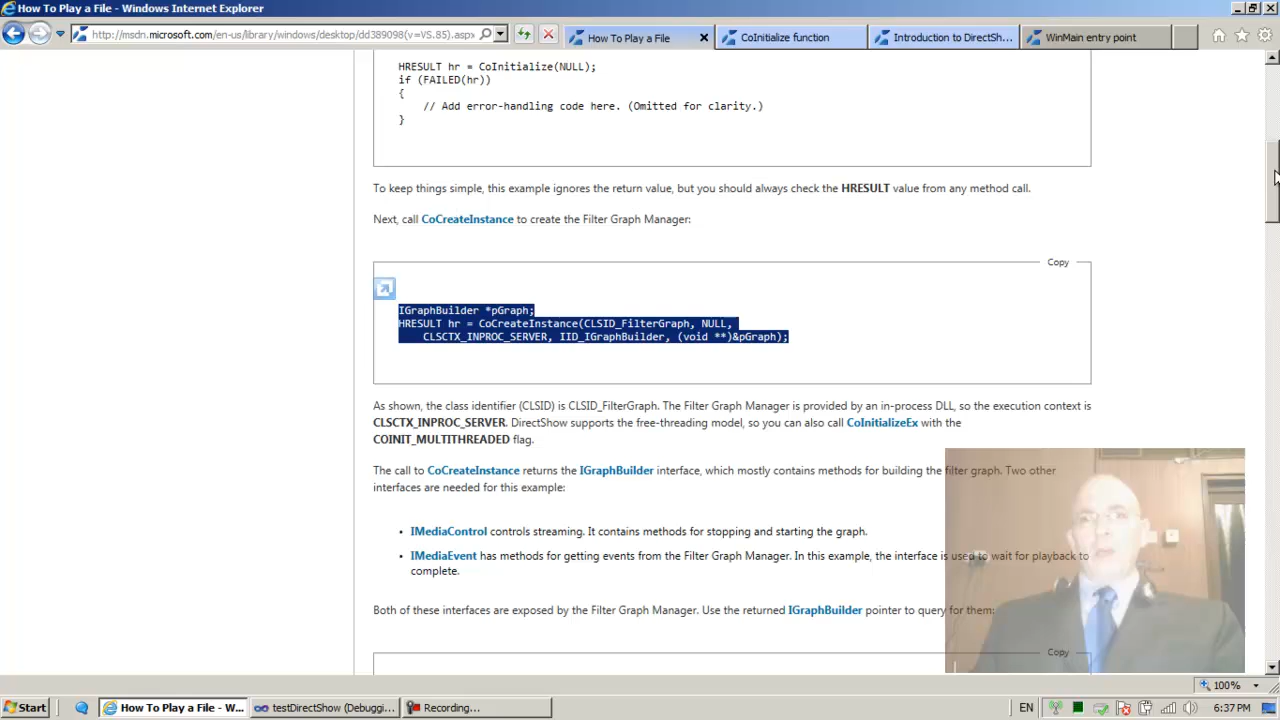 How To Play a File - Windows Internet Explorer
http://msdn.microsoft.com/en-us/library/windows/desktop/dd389098(v=VS.85).aspx
How To Play a File
CoInitialize function
Introduction to DirectSh...
WinMain entry point
HRESULT hr = CoInitialize(NULL);
if (FAILED(hr))
{
// Add error-handling code here. (Omitted for clarity.)
}
To keep things simple, this example ignores the return value, but you should always check the HRESULT value from any method call.
Next, call CoCreateInstance to create the Filter Graph Manager:
Copy
IGraphBuilder *pGraph;
HRESULT hr = CoCreateInstance(CLSID_FilterGraph, NULL,
CLSCTX_INPROC_SERVER, IID_IGraphBuilder, (void **)&pGraph);
As shown, the class identifier (CLSID) is CLSID_FilterGraph. The Filter Graph Manager is provided by an in-process DLL, so the execution context is
CLSCTX_INPROC_SERVER. DirectShow supports the free-threading model, so you can also call CoInitializeEx with the
COINIT_MULTITHREADED flag.
The call to CoCreateInstance returns the IGraphBuilder interface, which mostly contains methods for building the filter graph. Two other
interfaces are needed for this example:
• IMediaControl controls streaming. It contains methods for stopping and starting the graph.
• IMediaEvent has methods for getting events from the Filter Graph Manager. In this example, the interface is used to wait for playback to
complete.
Both of these interfaces are exposed by the Filter Graph Manager. Use the returned IGraphBuilder pointer to query for them:
Copy
100%
Start
How To Play a File - W...
testDirectShow (Debuggi...
Recording...
EN
6:37 PM